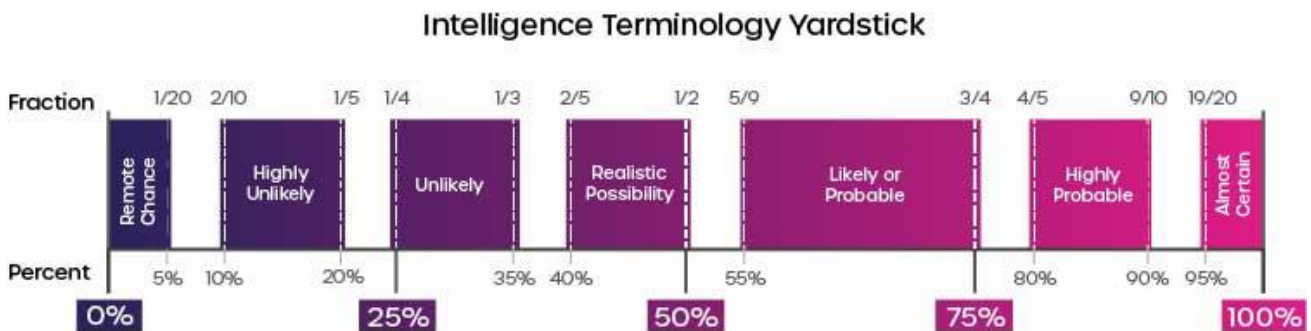 Intelligence Terminology Yardstick
Fraction 1/20 2/10 1/5 1/4 1/3 2/5 1/2 5/9 3/4 4/5 9/10 19/20
Remote
Chance
Highly
Unlikely
Unlikely
Realistic
Possibility
Likely or
Probable
Highly
Probable
Almost
Certain
Percent 5% 10% 20% 35% 40% 55% 80% 90% 95%
0% 25% 50% 75% 100%